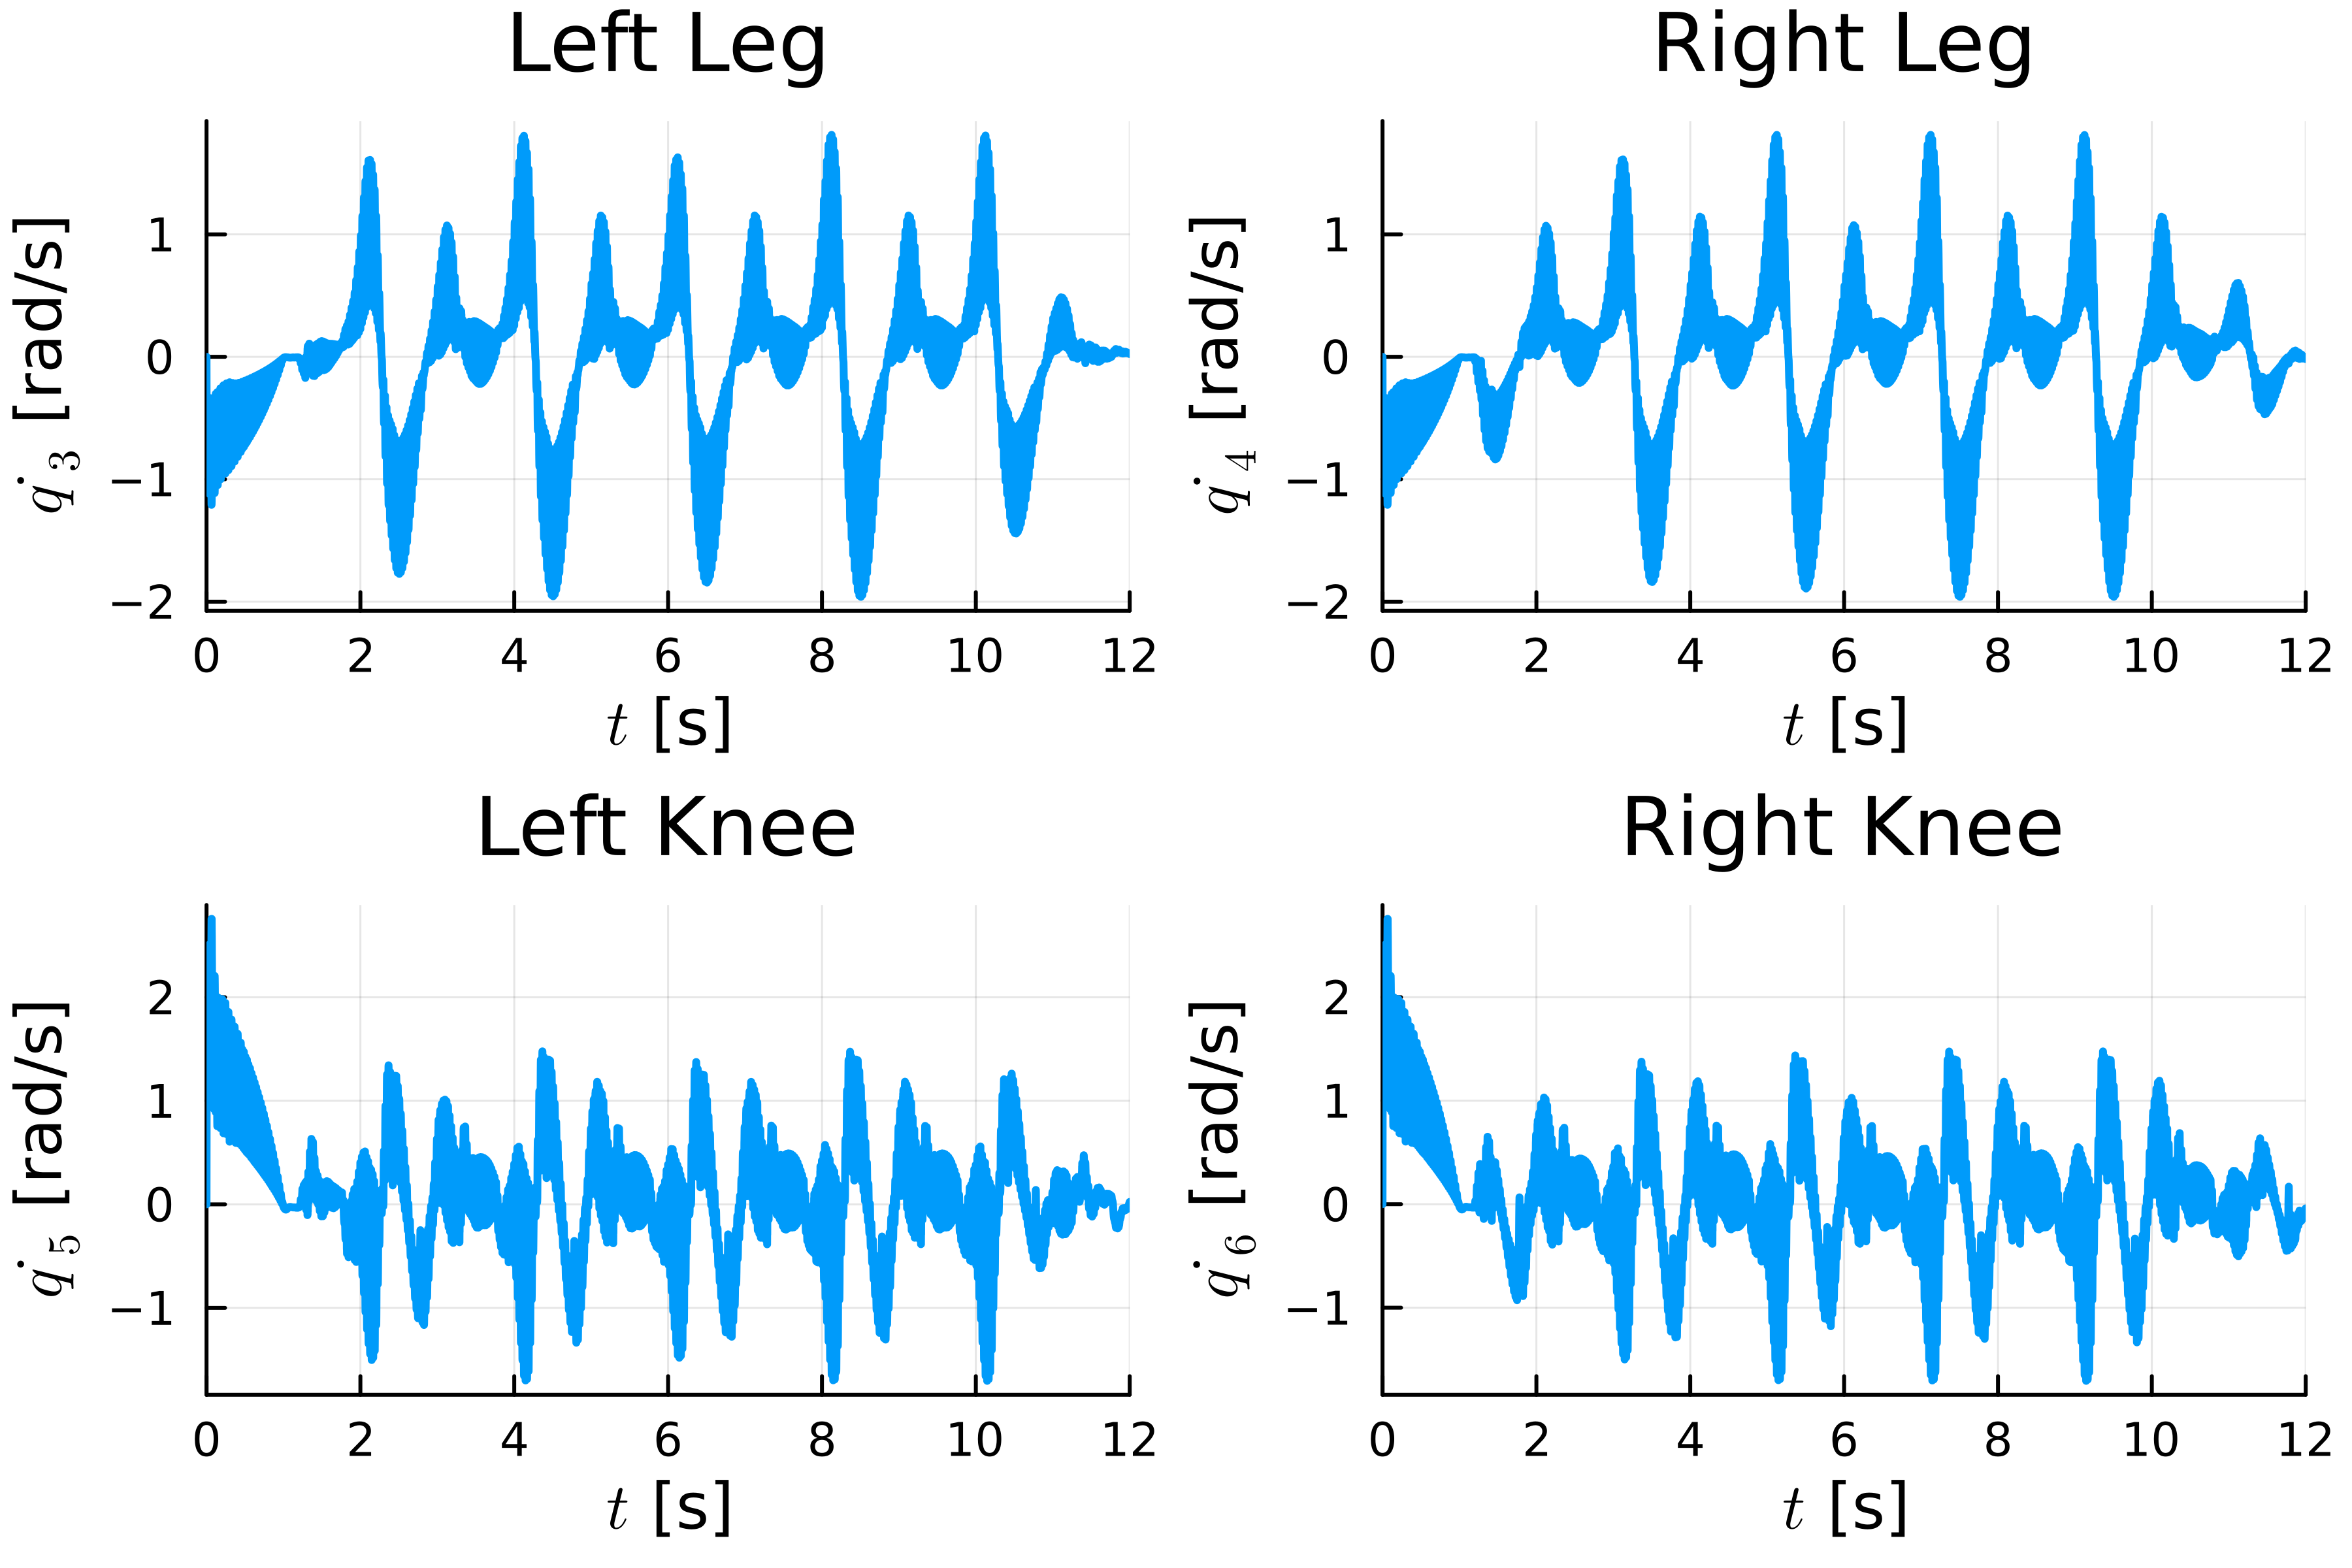 Left Leg
q̇₃ [rad/s]
1
0
−1
−2
0 2 4 6 8 10 12
t [s]
Right Leg
q̇₄ [rad/s]
1
0
−1
−2
0 2 4 6 8 10 12
t [s]
Left Knee
q̇₅ [rad/s]
2
1
0
−1
0 2 4 6 8 10 12
t [s]
Right Knee
q̇₆ [rad/s]
2
1
0
−1
0 2 4 6 8 10 12
t [s]